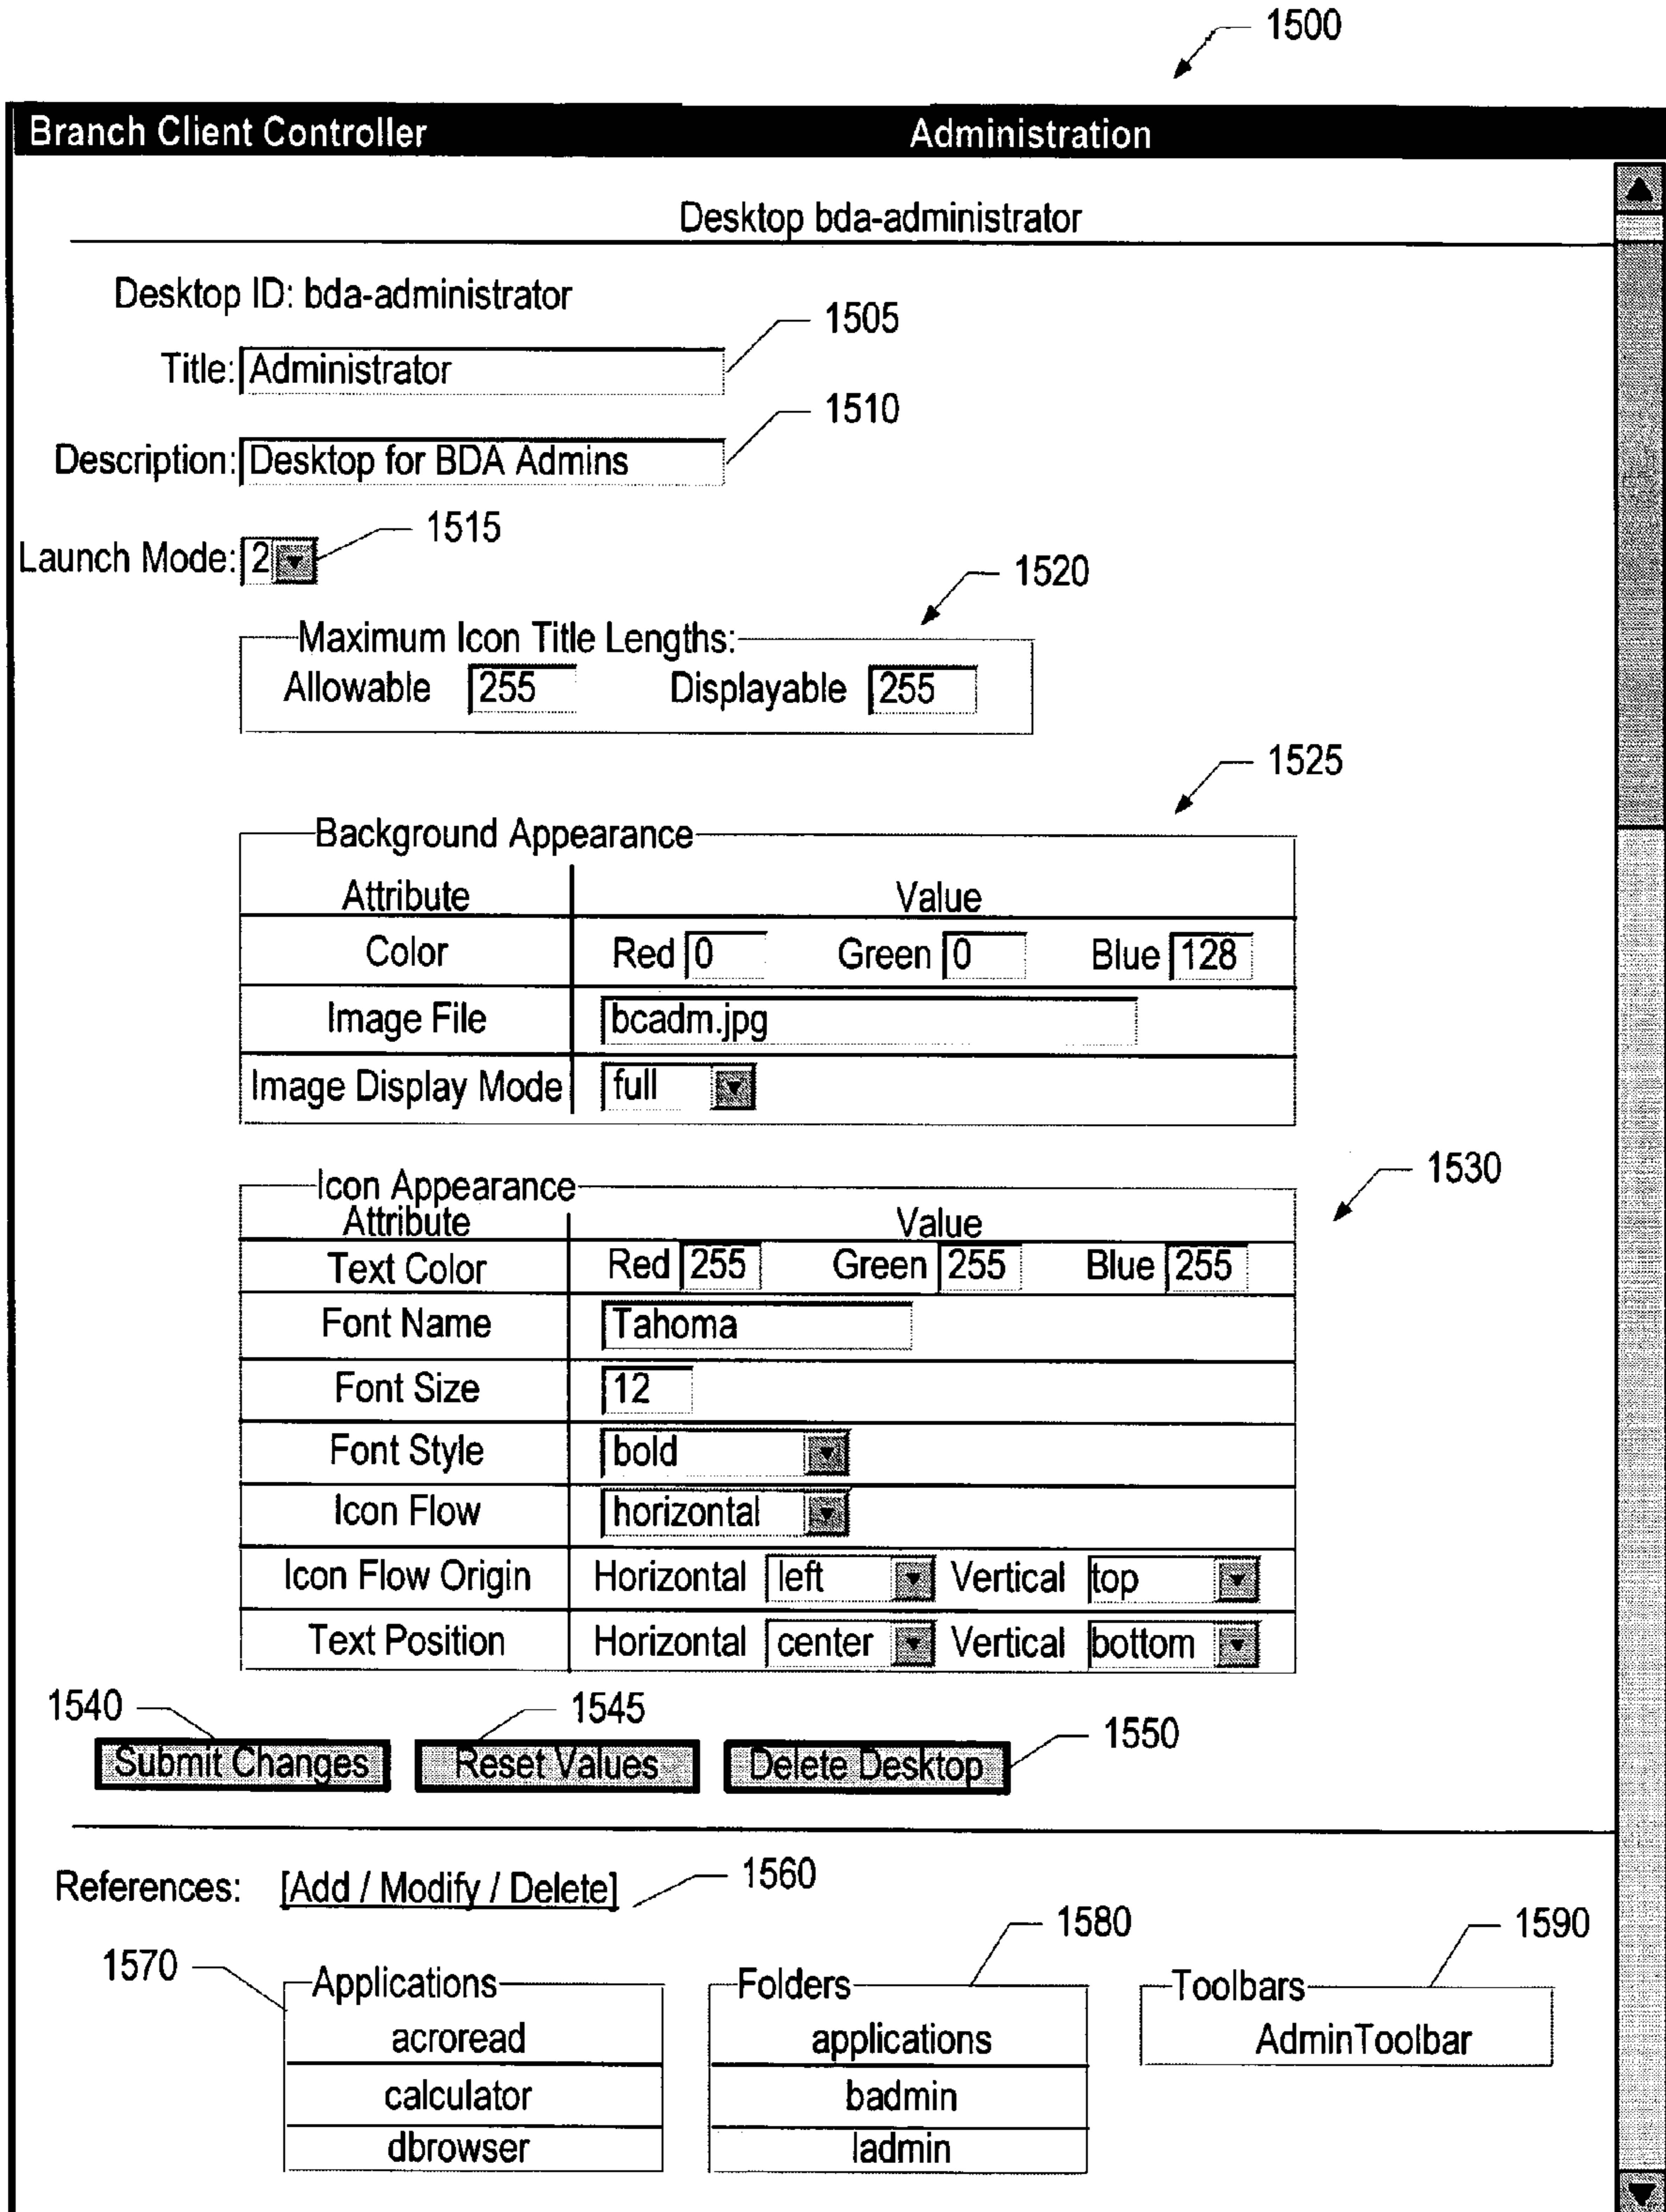 1500
Branch Client Controller Administration
Desktop bda-administrator
Desktop ID: bda-administrator
1505
Title: Administrator
1510
Description: Desktop for BDA Admins
1515
Launch Mode: 2
1520
Maximum Icon Title Lengths:
Allowable 255 Displayable 255
1525
Background Appearance
Attribute Value
Color Red 0 Green 0 Blue 128
Image File bcadm.jpg
Image Display Mode full
1530
Icon Appearance
Attribute Value
Text Color Red 255 Green 255 Blue 255
Font Name Tahoma
Font Size 12
Font Style bold
Icon Flow horizontal
Icon Flow Origin Horizontal left Vertical top
Text Position Horizontal center Vertical bottom
1540 1545 1550
Submit Changes Reset Values Delete Desktop
References: [Add / Modify / Delete] 1560
1570 1580 1590
Applications Folders Toolbars
acroread applications AdminToolbar
calculator badmin
dbrowser ladmin